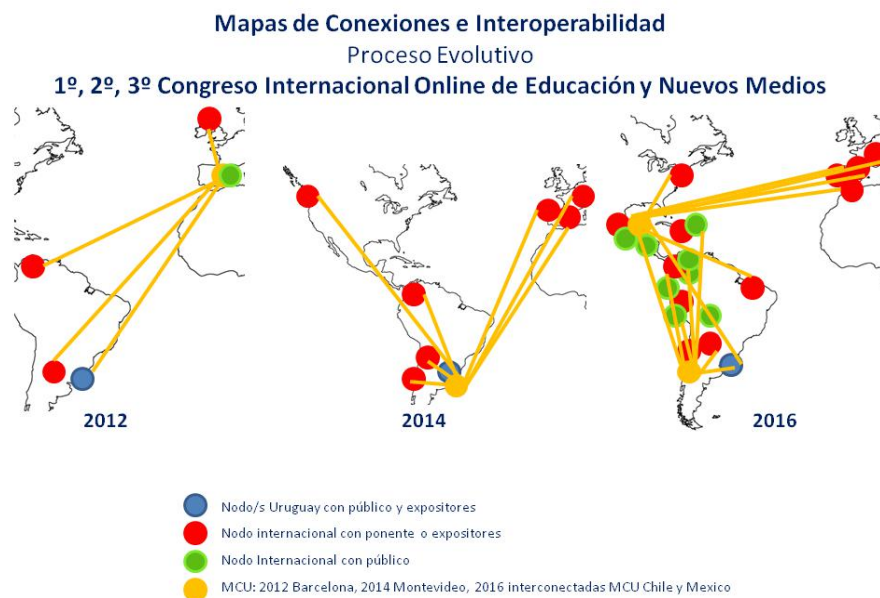 Mapas de Conexiones e Interoperabilidad
Proceso Evolutivo
1º, 2º, 3º Congreso Internacional Online de Educación y Nuevos Medios
2012
2014
2016
Nodo/s Uruguay con público y expositores
Nodo internacional con ponente o expositores
Nodo Internacional con público
MCU: 2012 Barcelona, 2014 Montevideo, 2016 interconectadas MCU Chile y Mexico